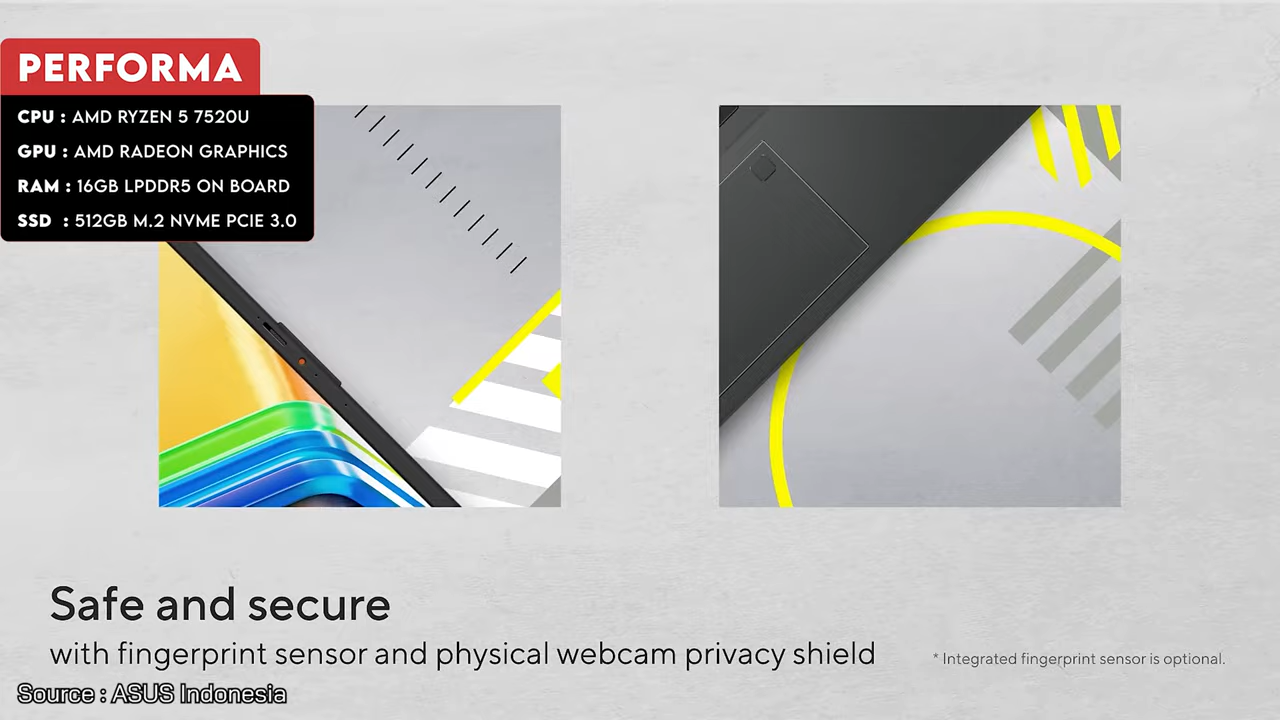 PERFORMA
CPU : AMD RYZEN 5 7520U
GPU : AMD RADEON GRAPHICS
RAM : 16GB LPDDR5 ON BOARD
SSD : 512GB M.2 NVME PCIE 3.0
Safe and secure
with fingerprint sensor and physical webcam privacy shield
* Integrated fingerprint sensor is optional.
Source : ASUS Indonesia